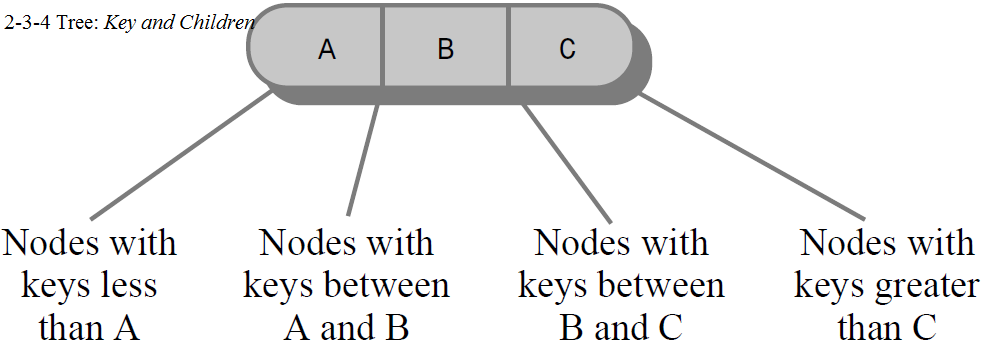 2-3-4 Tree: Key and Children
A B C
Nodes with
keys less
than A
Nodes with
keys between
A and B
Nodes with
keys between
B and C
Nodes with
keys greater
than C